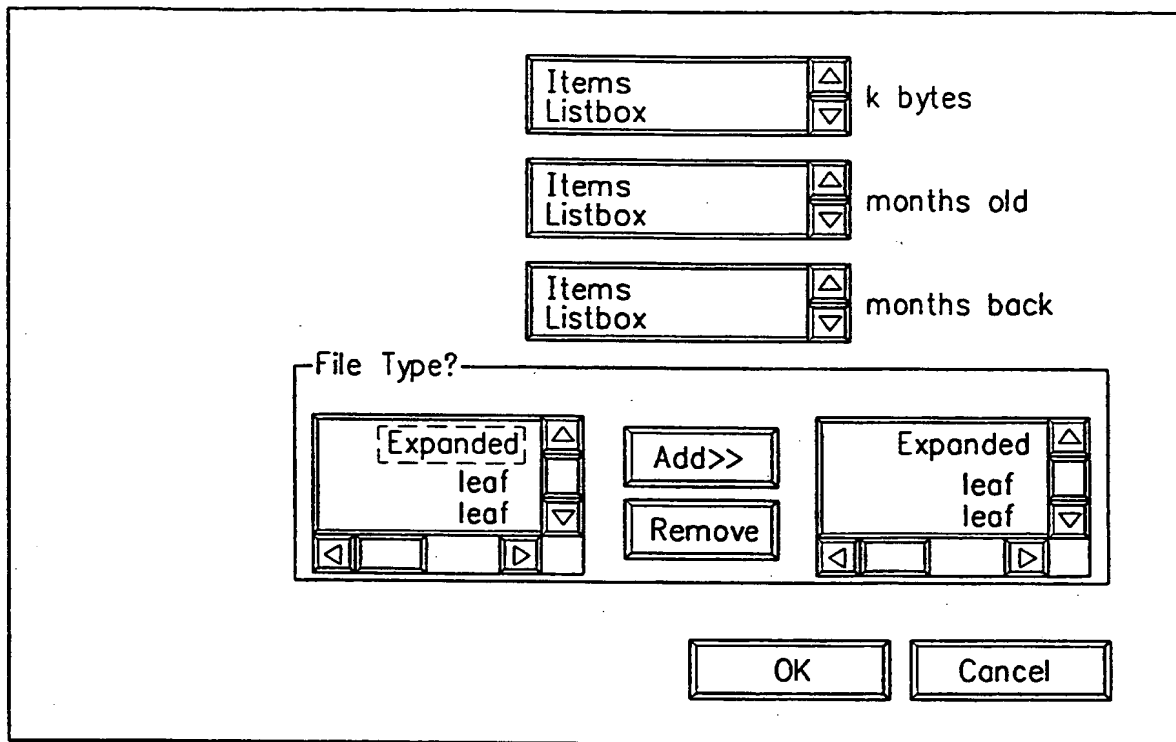 Items
Listbox
k bytes
Items
Listbox
months old
Items
Listbox
months back
File Type?
Expanded
leaf
leaf
Add>>
Remove
Expanded
leaf
leaf
OK
Cancel